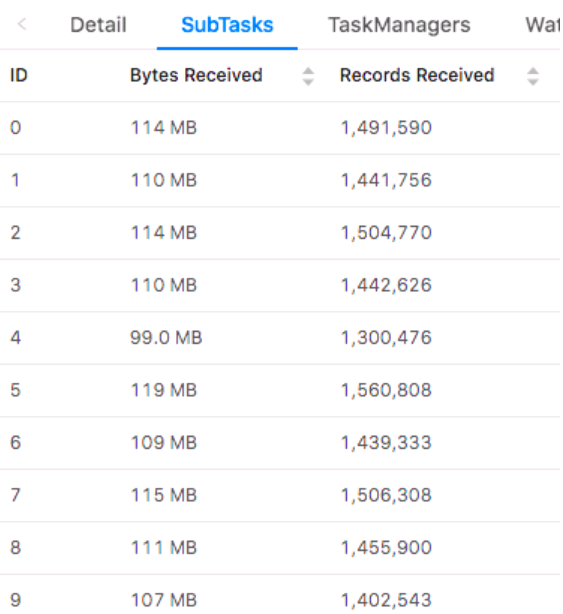 Detail SubTasks TaskManagers Wat
ID Bytes Received Records Received
0 114 MB 1,491,590
1 110 MB 1,441,756
2 114 MB 1,504,770
3 110 MB 1,442,626
4 99.0 MB 1,300,476
5 119 MB 1,560,808
6 109 MB 1,439,333
7 115 MB 1,506,308
8 111 MB 1,455,900
9 107 MB 1,402,543